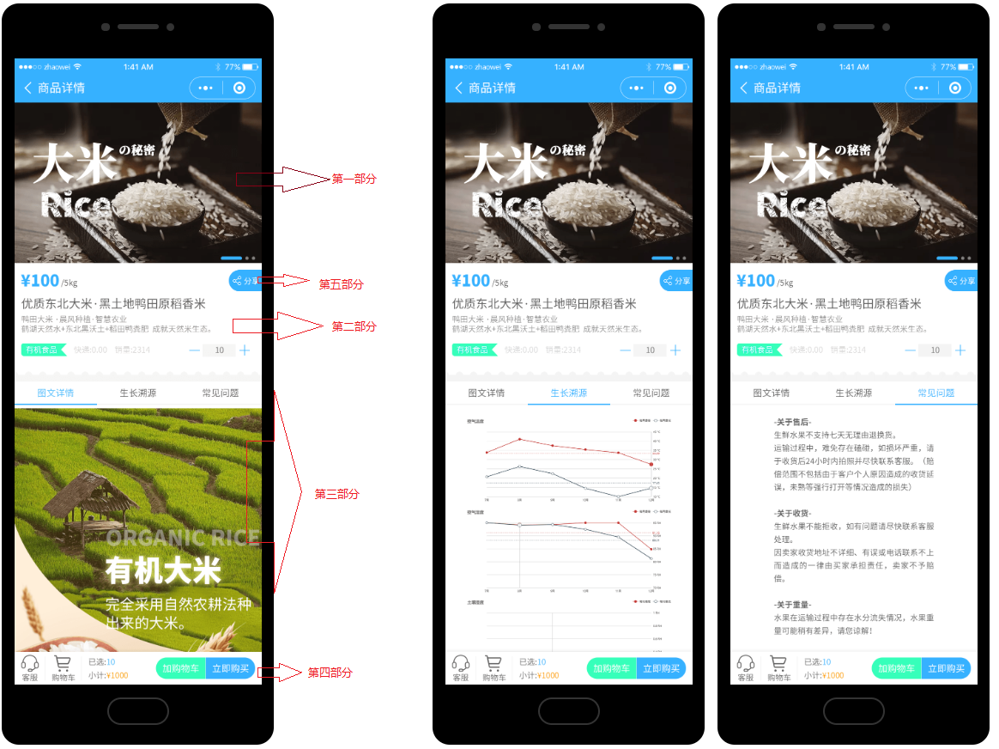 zhaowei 1:41 AM 77%
商品详情
大米の秘密
Rice
第一部分
¥100/5kg
分享
第五部分
优质东北大米·黑土地鸭田原稻香米
鸭田大米·晨风种植·智慧农业
鹤湖天然水+东北黑沃土+稻田鸭粪肥 成就天然米生态。
第二部分
有机食品 快递:0.00 销量:2314
— 10 +
图文详情 生长溯源 常见问题
第三部分
ORGANIC RICE
有机大米
完全采用自然农耕法种
出来的大米。
客服
购物车
已选:10
小计:¥1000
加购物车 立即购买
第四部分
zhaowei 1:41 AM 77%
商品详情
大米の秘密
Rice
¥100/5kg
分享
优质东北大米·黑土地鸭田原稻香米
鸭田大米·晨风种植·智慧农业
鹤湖天然水+东北黑沃土+稻田鸭粪肥 成就天然米生态。
有机食品 快递:0.00 销量:2314
— 10 +
图文详情 生长溯源 常见问题
客服
购物车
已选:10
小计:¥1000
加购物车 立即购买
zhaowei 1:41 AM 77%
商品详情
大米の秘密
Rice
¥100/5kg
分享
优质东北大米·黑土地鸭田原稻香米
鸭田大米·晨风种植·智慧农业
鹤湖天然水+东北黑沃土+稻田鸭粪肥 成就天然米生态。
有机食品 快递:0.00 销量:2314
— 10 +
图文详情 生长溯源 常见问题
-关于售后-
生鲜水果不支持七天无理由退换货。
运输过程中，难免存在磕碰，如损坏严重，请
于收货后24小时内拍照并尽快联系客服。（赔
偿范围不包括由于客户个人原因造成的收货延
误，未熟等强行打开等情况造成的损失）
-关于收货-
生鲜水果不能拒收，如有问题请尽快联系客服
处理。
因卖家收货地址不详细、有误或电话联系不上
而造成的一律由买家承担责任，卖家不予赔
偿。
-关于重量-
水果在运输过程中存在水分流失情况，水果重
量可能稍有差异，请您谅解！
客服
购物车
已选:10
小计:¥1000
加购物车 立即购买